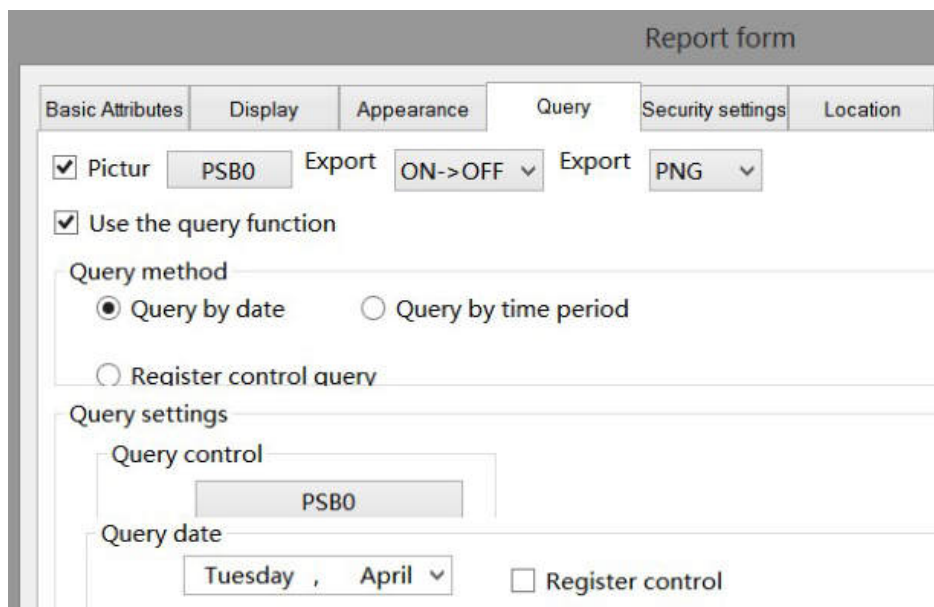 Report form
Basic Attributes Display Appearance Query Security settings Location
Pictur PSB0 Export ON->OFF Export PNG
Use the query function
Query method
Query by date Query by time period
Register control query
Query settings
Query control
PSB0
Query date
Tuesday , April Register control